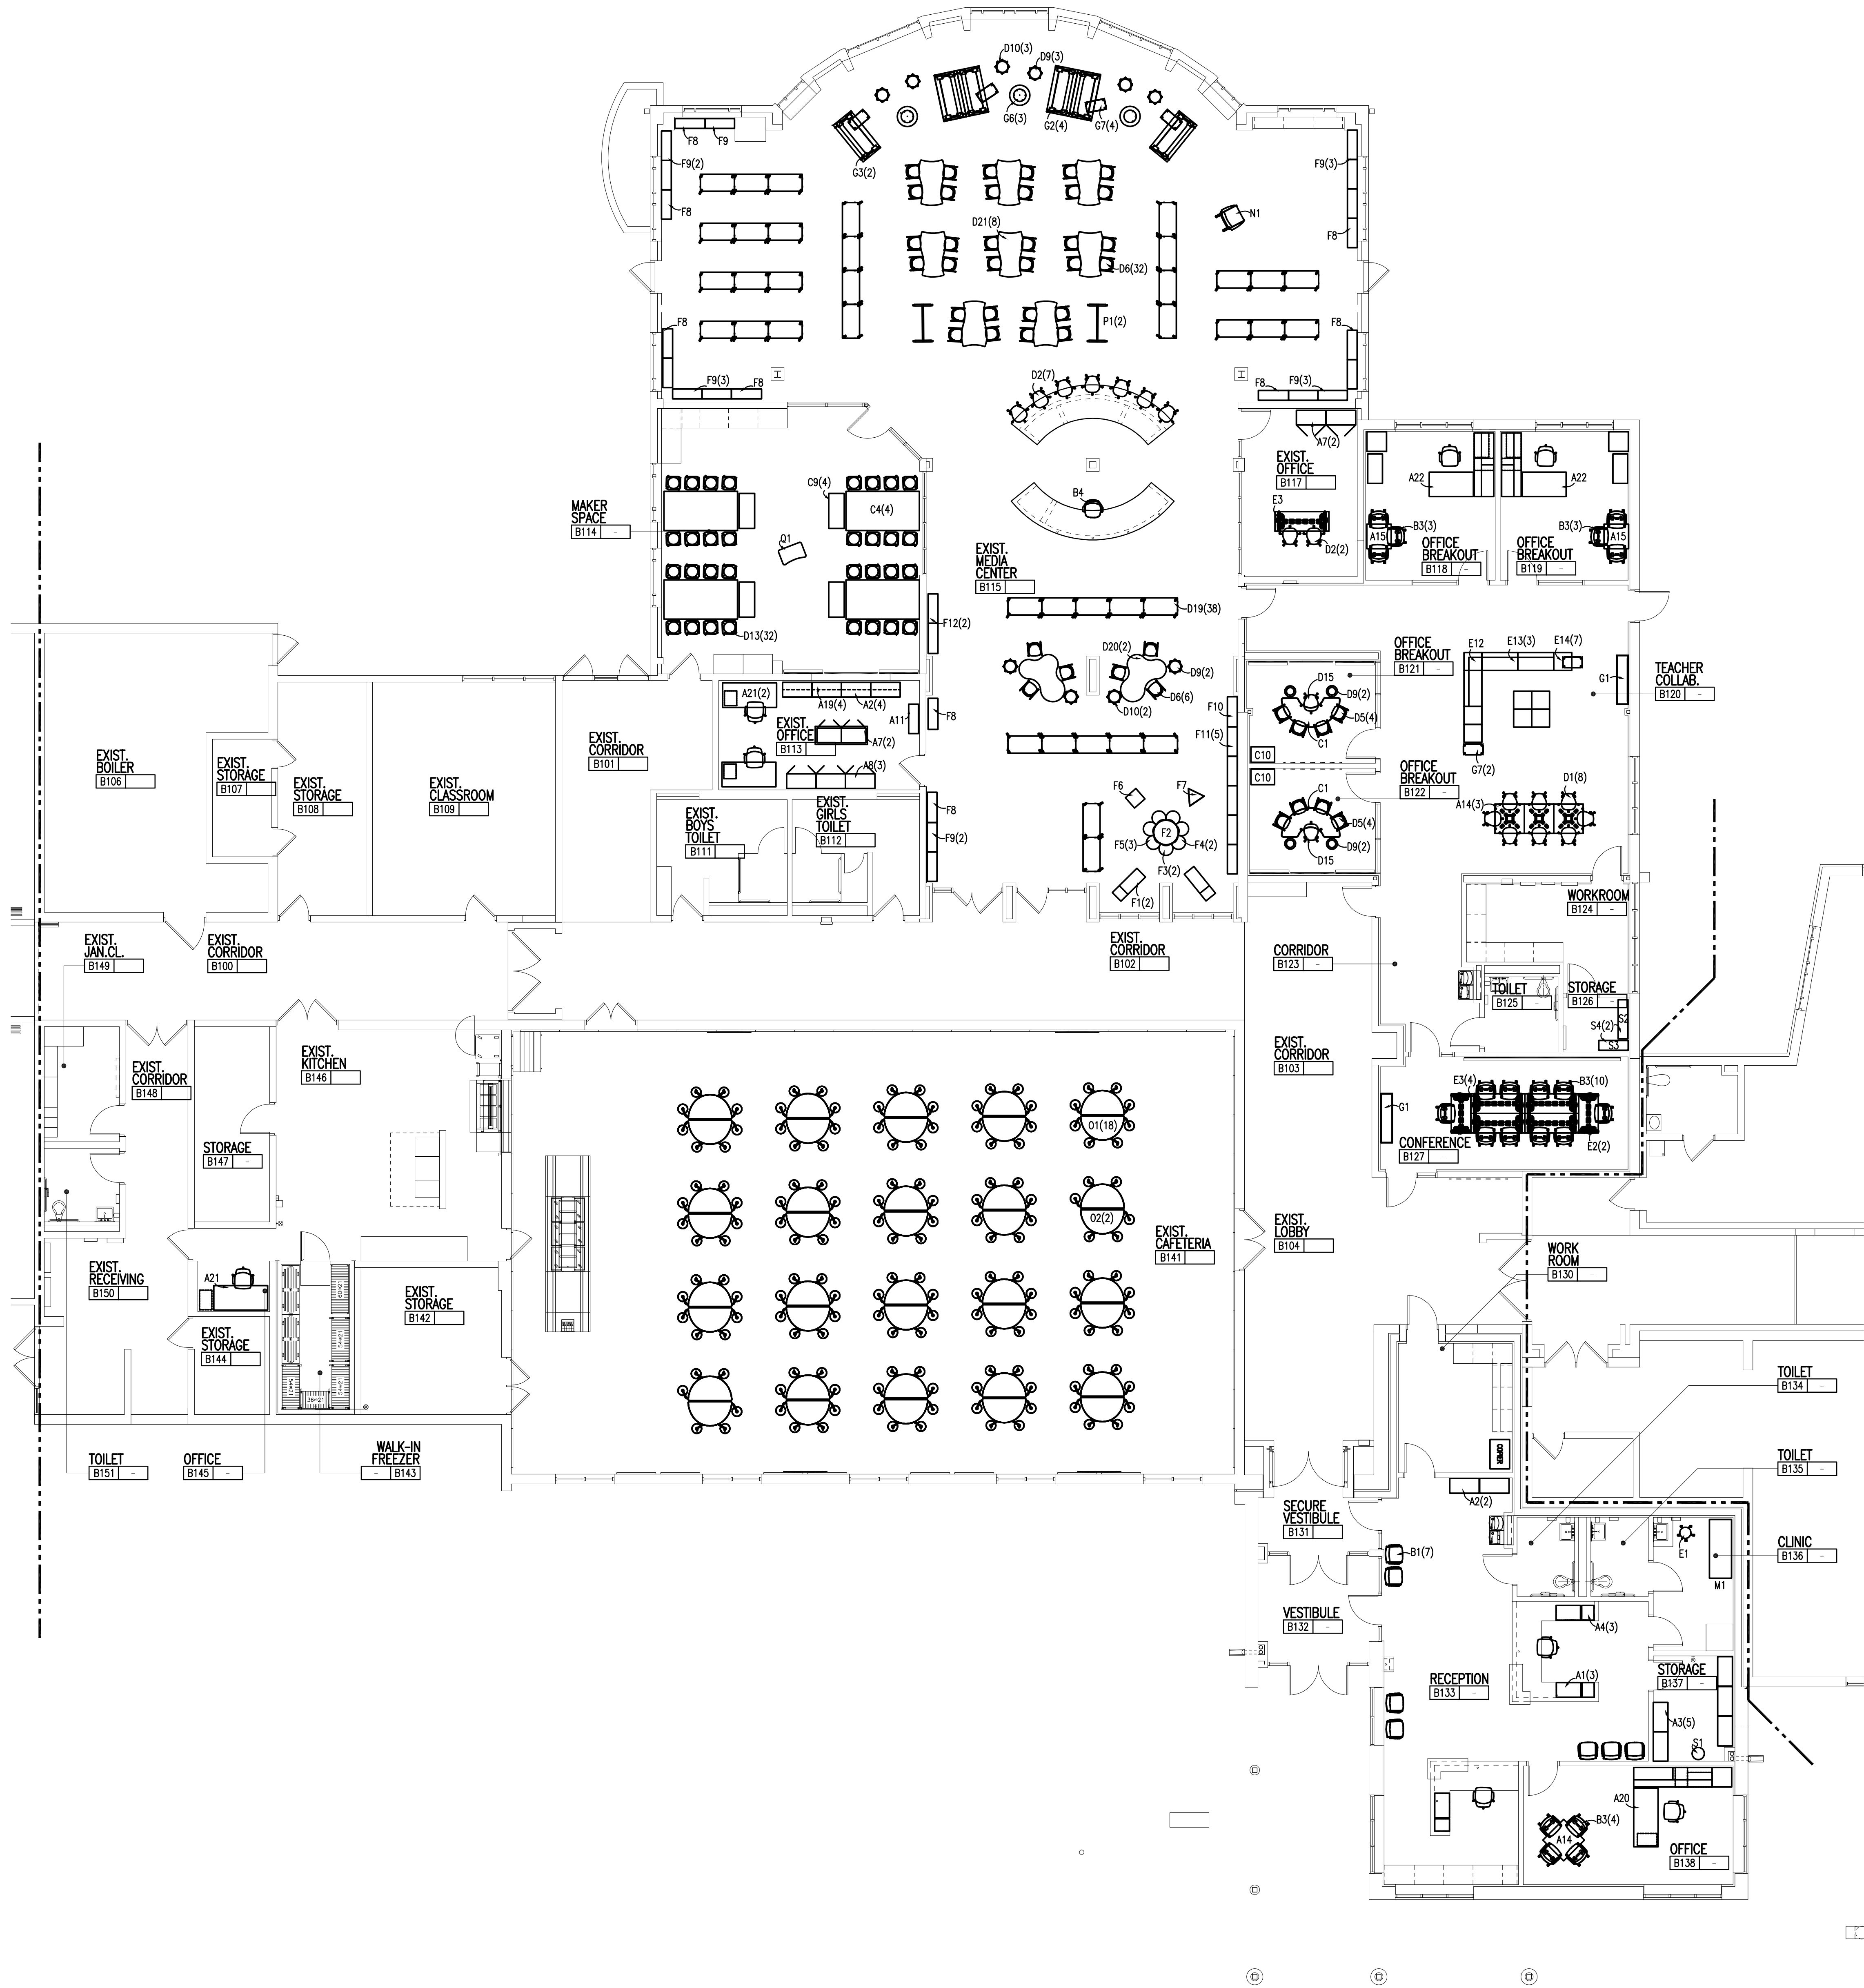 D10(3)
D9(3)
G6(3)
G2(4)
G7(4)
G3(2)
F8
F9
F9(2)
F8
F9(3)
F8
N1
D21(8)
D6(32)
P1(2)
F8
F8
F9(3)
F8
F8
F9(3)
D2(7)
A7(2)
EXIST.
OFFICE
B117
E3
D2(2)
A22
A22
B3(3)
A15
B3(3)
A15
OFFICE
BREAKOUT
B118 -
OFFICE
BREAKOUT
B119 -
C9(4)
C4(4)
MAKER
SPACE
B114 -
Q1
B4
EXIST.
MEDIA
CENTER
B115
D19(38)
F12(2)
D13(32)
D20(2)
D9(2)
D6(6)
D10(2)
OFFICE
BREAKOUT
B121 -
E12
E13(3)
E14(7)
G1
TEACHER
COLLAB.
B120 -
D15
D9(2)
D5(4)
C1
C10
C10
F10
F11(5)
G7(2)
A21(2)
A19(4)
A2(4)
A11
F8
EXIST.
OFFICE
B113
A7(2)
A8(3)
EXIST.
CORRIDOR
B101
EXIST.
BOILER
B106
EXIST.
STORAGE
B107
EXIST.
STORAGE
B108
EXIST.
CLASSROOM
B109
EXIST.
BOYS
TOILET
B111
EXIST.
GIRLS
TOILET
B112
F8
F9(2)
F6
F7
F2
F5(3)
F4(2)
F3(2)
F1(2)
OFFICE
BREAKOUT
B122 -
C1
D5(4)
D9(2)
D15
A14(3)
D1(8)
WORKROOM
B124 -
EXIST.
JAN.CL.
B149
EXIST.
CORRIDOR
B100
EXIST.
CORRIDOR
B102
CORRIDOR
B123 -
TOILET
B125 -
STORAGE
B126 -
S2
S4(2)
S3
EXIST.
CORRIDOR
B148
EXIST.
KITCHEN
B146
EXIST.
CORRIDOR
B103
STORAGE
B147 -
E3(4)
B3(10)
G1
E2(2)
CONFERENCE
B127 -
O1(18)
O2(2)
EXIST.
CAFETERIA
B141
EXIST.
LOBBY
B104
WORK
ROOM
B130 -
EXIST.
RECEIVING
B150
A21
EXIST.
STORAGE
B144
EXIST.
STORAGE
B142
60x21
54x21
54x21
54x21
36x21
TOILET
B151 -
OFFICE
B145 -
WALK-IN
FREEZER
- B143
TOILET
B134 -
TOILET
B135 -
COPIER
A2(2)
SECURE
VESTIBULE
B131
B1(7)
E1
M1
CLINIC
B136 -
VESTIBULE
B132 -
A4(3)
A1(3)
RECEPTION
B133 -
STORAGE
B137 -
A3(5)
S1
A20
B3(4)
A14
OFFICE
B138 -